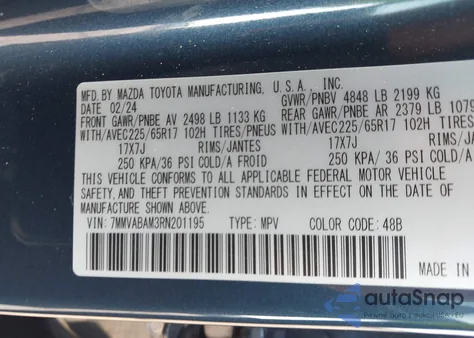 MFD. BY MAZDA TOYOTA MANUFACTURING, U.S.A., INC.
DATE 02/24 GVWR/PNBV 4848 LB 2199 KG
FRONT GAWR/PNBE AV 2498 LB 1133 KG REAR GAWR/PNBE AR 2379 LB 1079
WITH/AVEC225/65R17 102H TIRES/PNEUS WITH/AVEC225/65R17 102H TIRES/P
17X7J RIMS/JANTES 17X7J RIMS/
250 KPA/ 36 PSI COLD/A FROID 250 KPA/ 36 PSI COLD/A
THIS VEHICLE CONFORMS TO ALL APPLICABLE FEDERAL MOTOR VEHICLE
SAFETY,AND THEFT PREVENTION STANDARDS IN EFFECT ON THE DATE OF
MANUFACTURE SHOWN ABOVE.
VIN: 7MMVABAM3RN201195 TYPE: MPV COLOR CODE: 48B
MADE IN
autoSnap